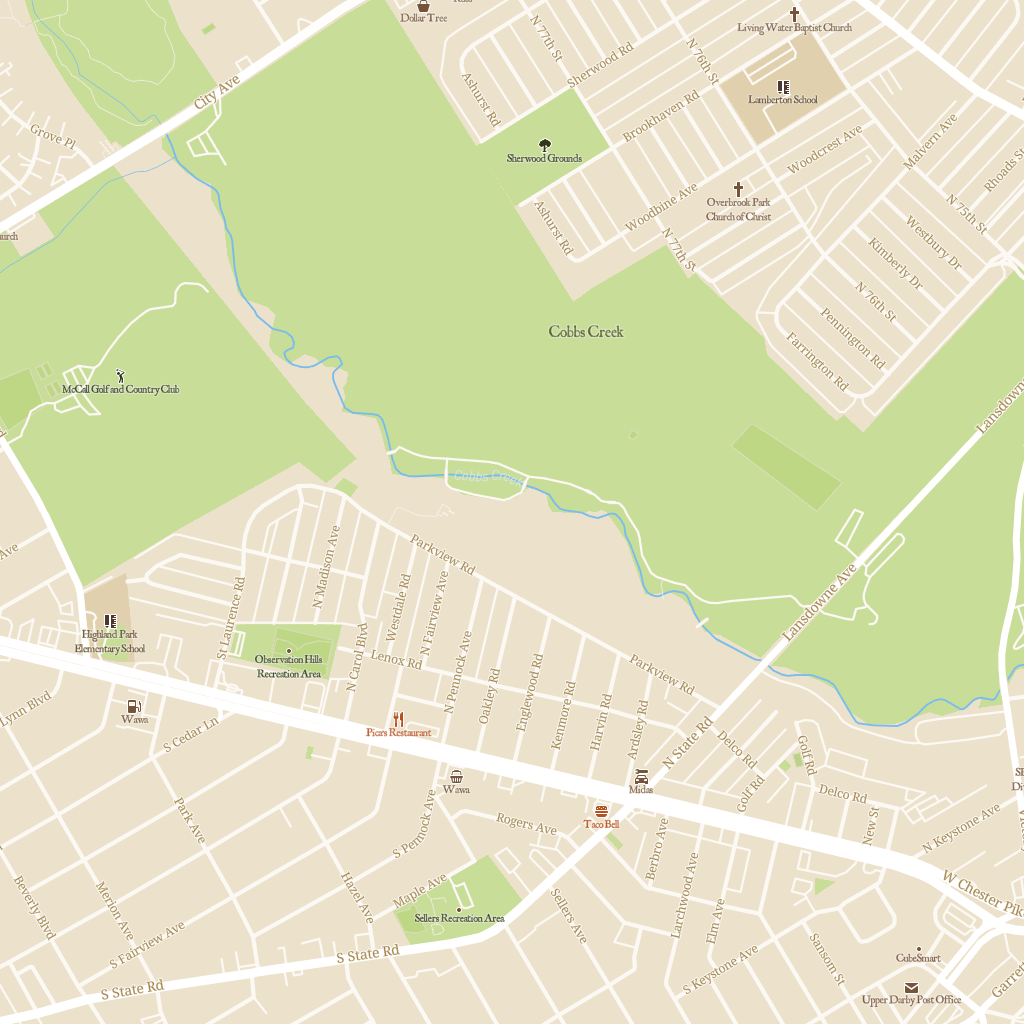 Dollar Tree
N 77th St
Sherwood Rd
N 76th St
Living Water Baptist Church
City Ave
Ashurst Rd
Lamberton School
Brookhaven Rd
Grove Pl
Sherwood Grounds
Woodcrest Ave
Malvern Ave
Rhoads St
Overbrook Park
Church of Christ
Woodbine Ave
Ashurst Rd
N 77th St
N 75th St
Westbury Dr
Kimberly Dr
N 76th St
Cobbs Creek
Pennington Rd
Farrington Rd
McCall Golf and Country Club
Lansdowne
Cobbs Creek
Parkview Rd
N Madison Ave
Ave
St Laurence Rd
Westdale Rd
N Fairview Ave
Lansdowne Ave
Highland Park
Elementary School
Observation Hills
Recreation Area
N Carol Blvd
Lenox Rd
N Pennock Ave
Oakley Rd
Englewood Rd
Kenmore Rd
Harvin Rd
Ardsley Rd
Parkview Rd
N State Rd
Lynn Blvd
Wawa
S Cedar Ln
Pica's Restaurant
Delco Rd
Golf Rd
Golf Rd
Delco Rd
Wawa
Midas
Taco Bell
New St
N Keystone Ave
Park Ave
S Pennock Ave
Rogers Ave
Berbro Ave
W Chester Pik
Beverly Blvd
Merion Ave
Hazel Ave
Maple Ave
Sellers Recreation Area
Sellers Ave
Larchwood Ave
Elm Ave
S Fairview Ave
S State Rd
S State Rd
S Keystone Ave
Sansom St
CubeSmart
Upper Darby Post Office